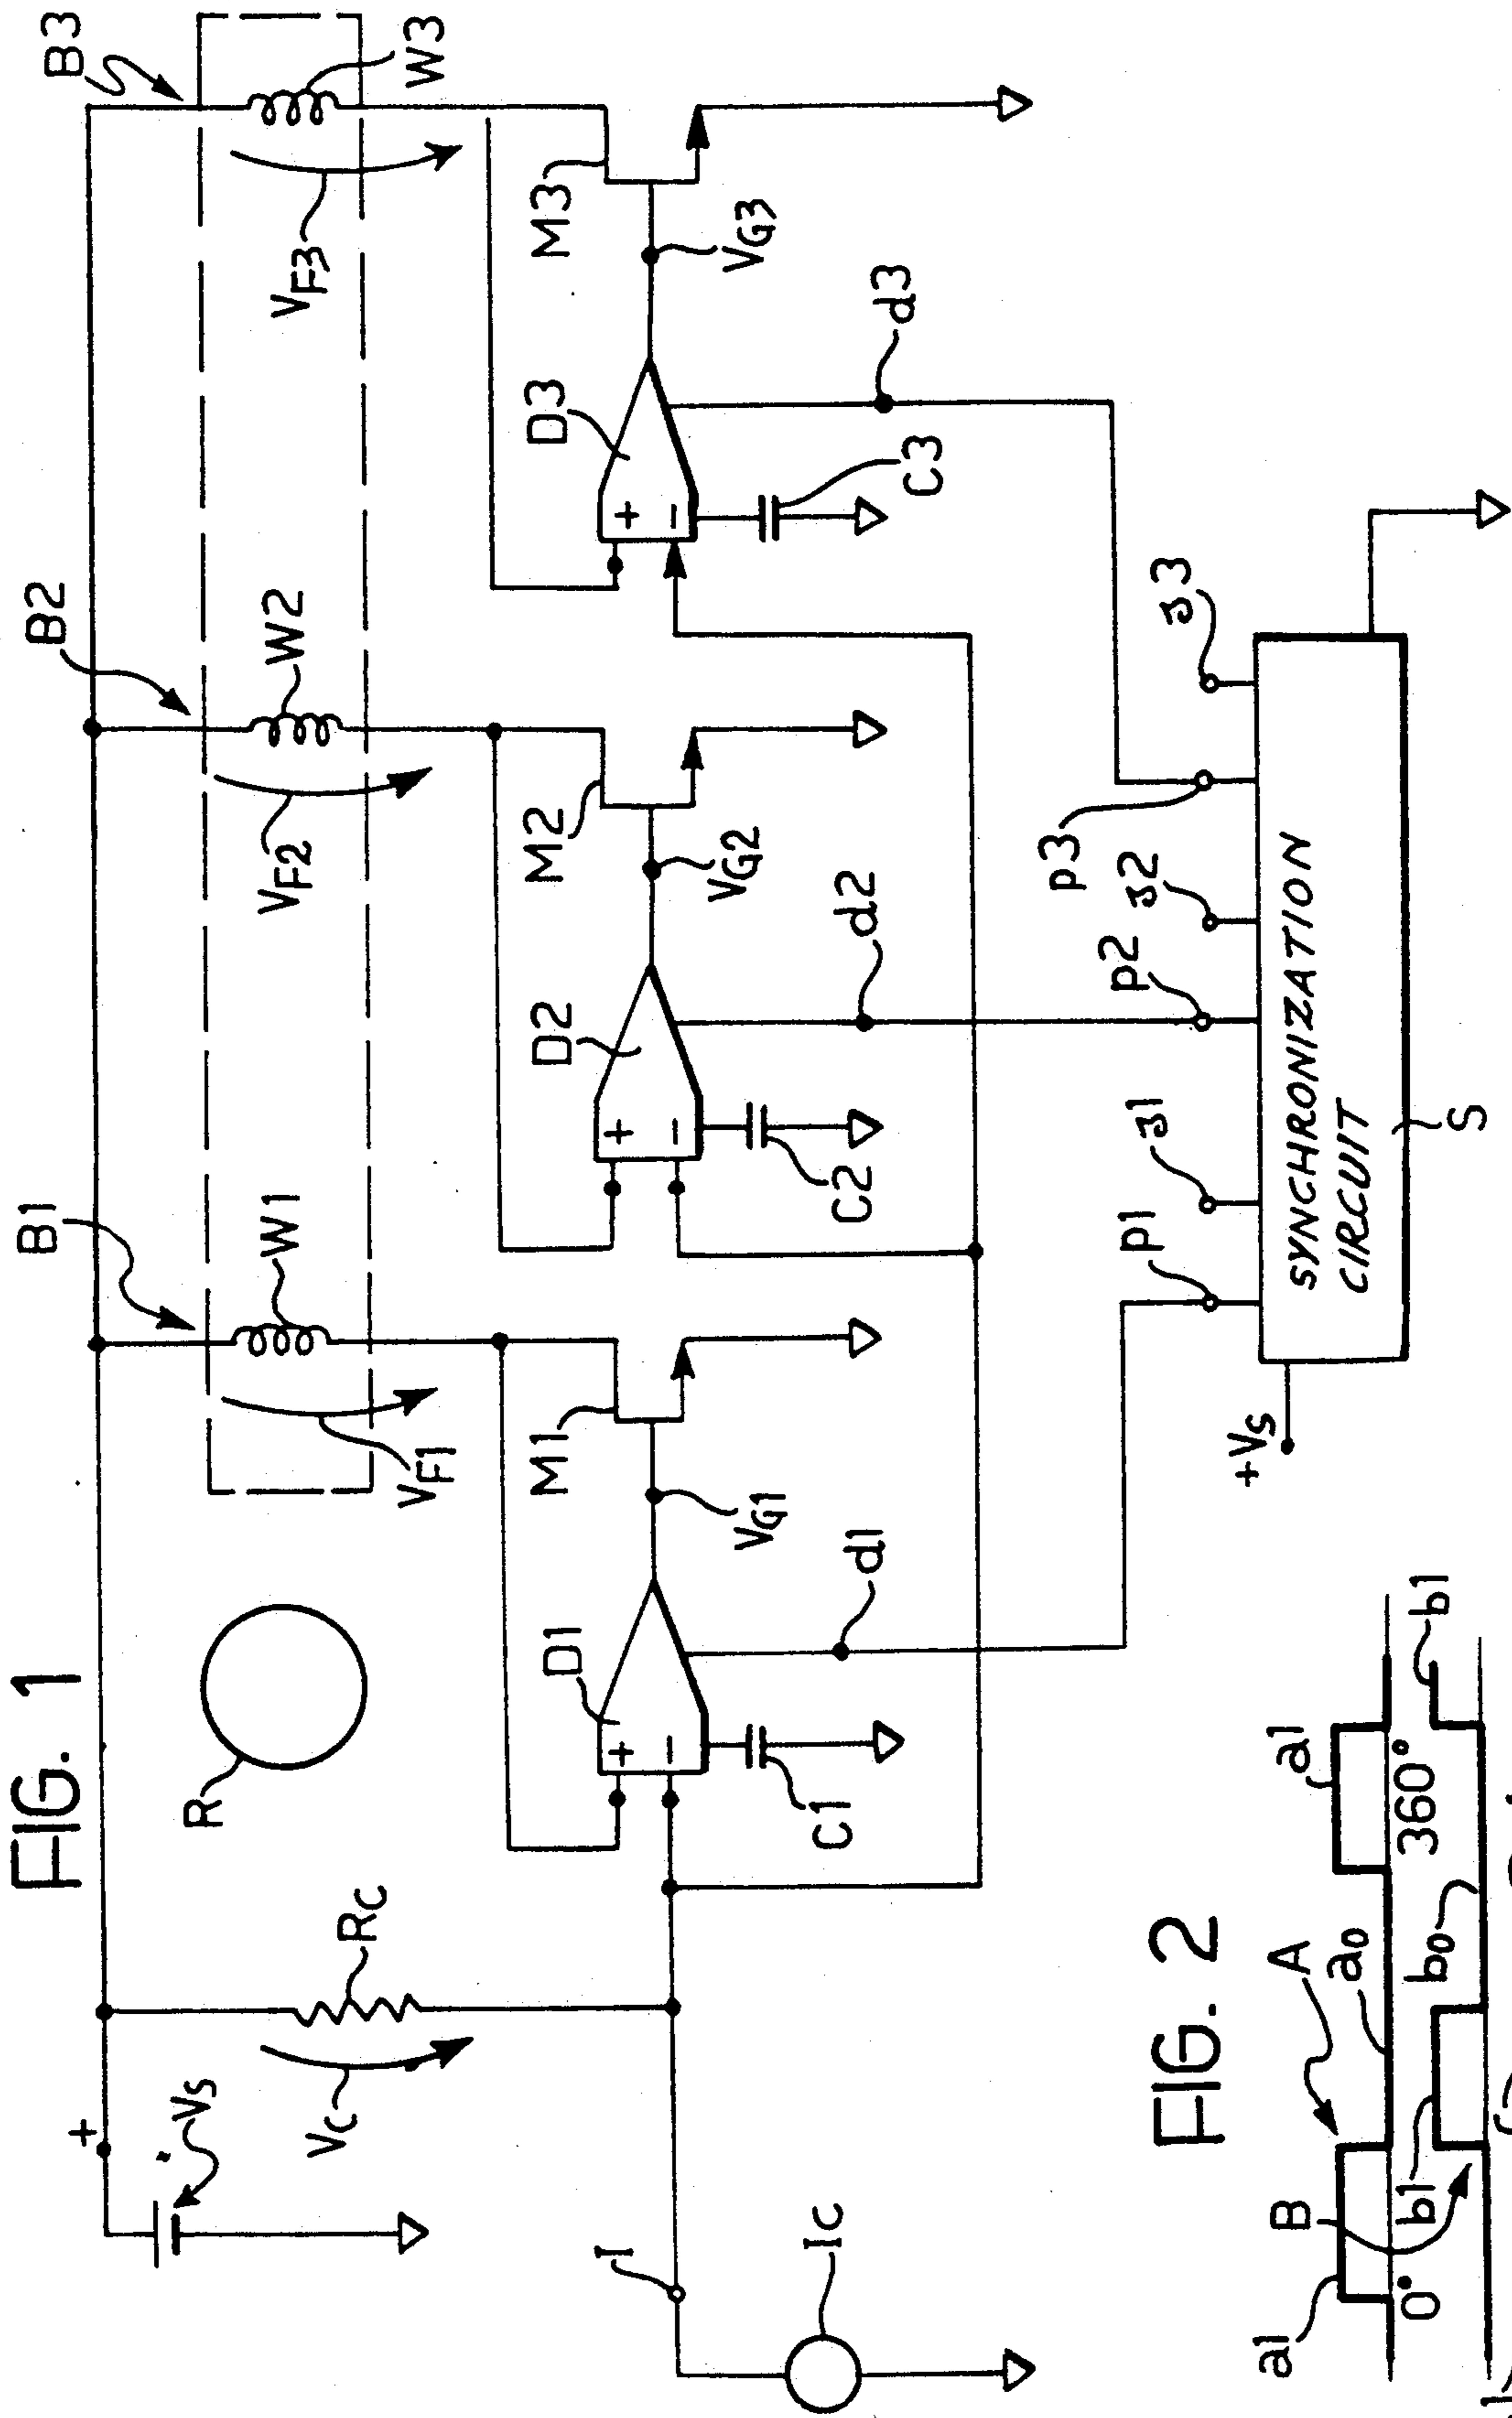 FIG. 1
B1
B2
B3
+
VS
VC
RC
R
VF1
W1
VF2
W2
VF3
W3
I
IC
D1
+
−
C1
d1
VG1
M1
D2
+
−
C2
d2
VG2
M2
D3
+
−
C3
d3
VG3
M3
+VS
p1
s1
p2
s2
p3
s3
SYNCHRONIZATION
CIRCUIT
S
FIG. 2
a1
A
a0
a1
0°
360°
B
b1
b0
b1